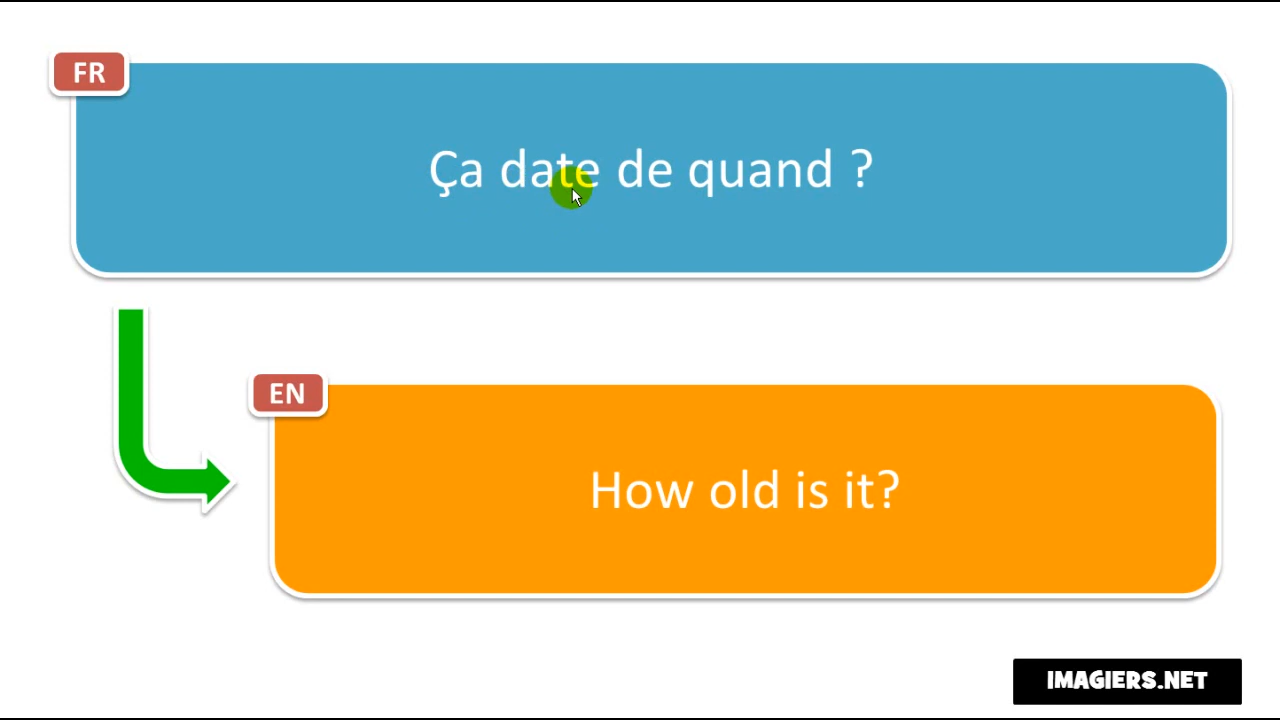 FR
Ça date de quand ?
EN
How old is it?
IMAGIERS.NET